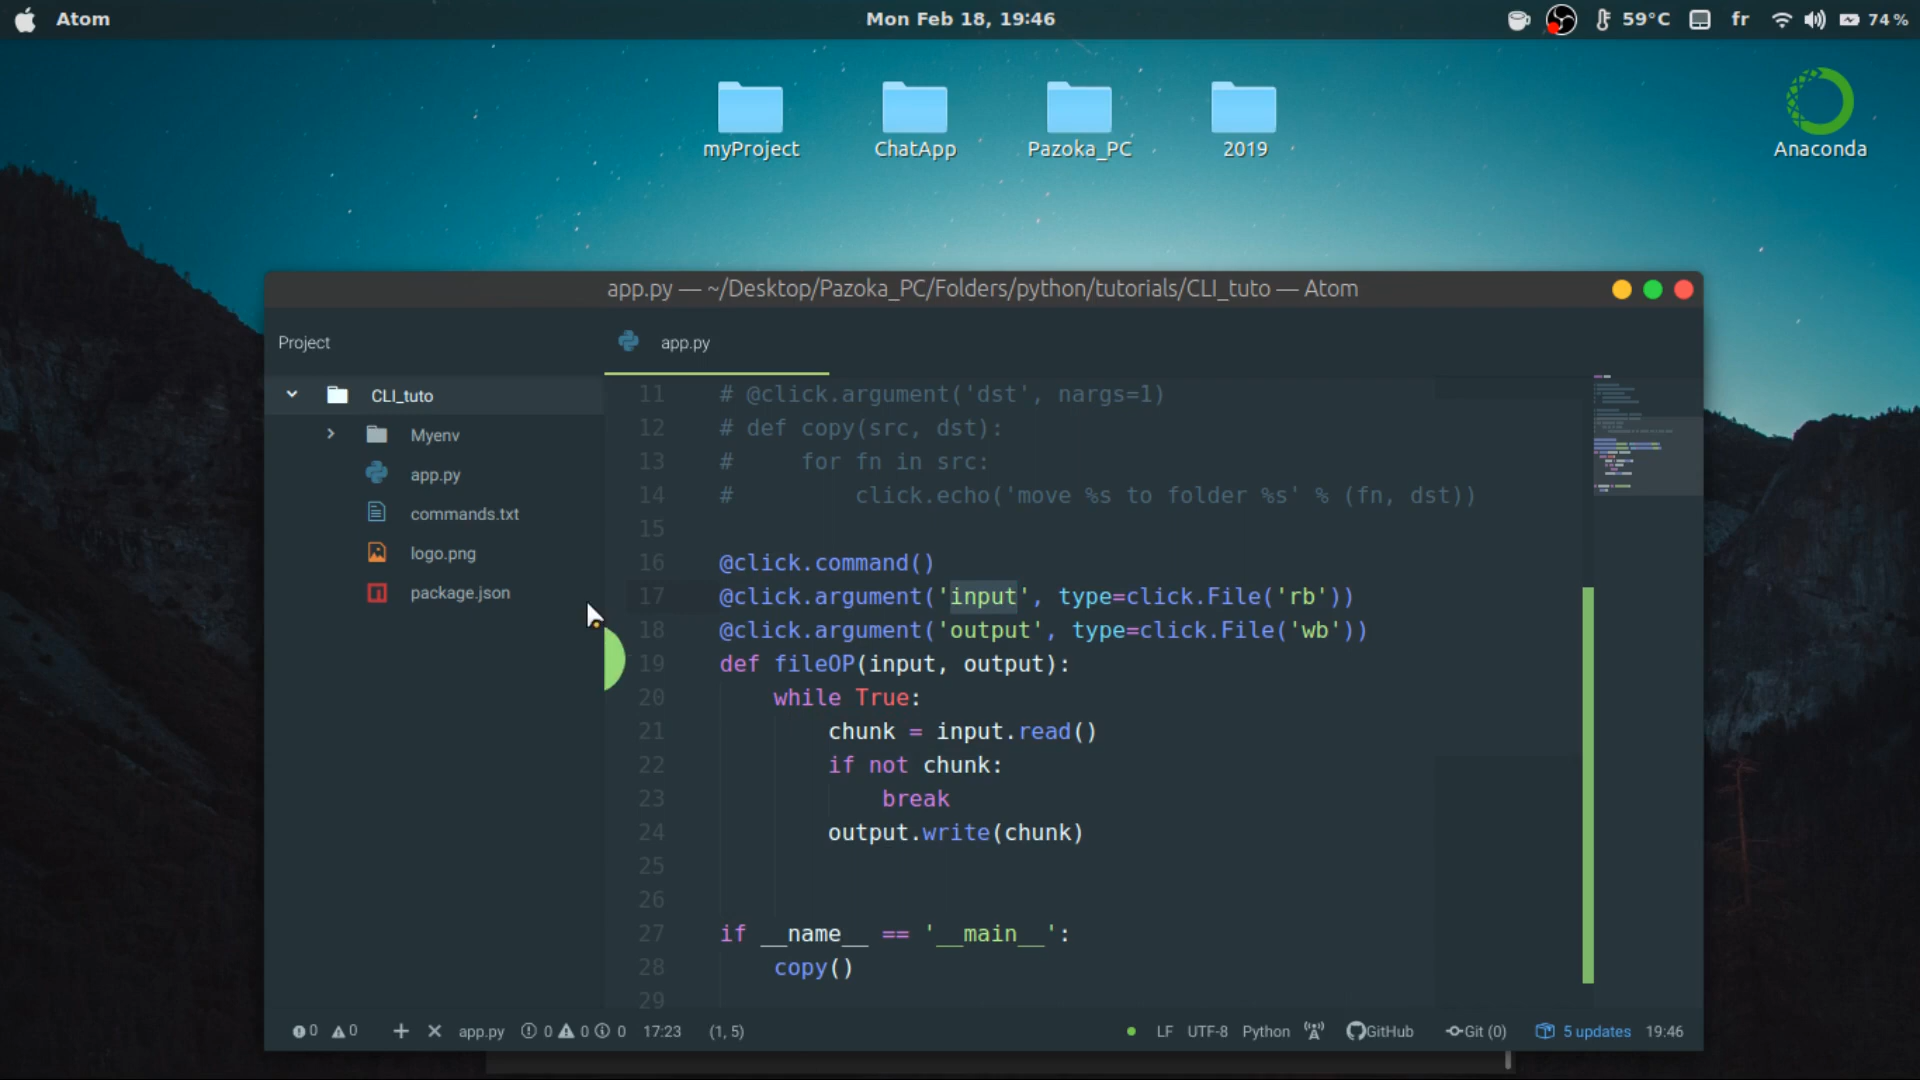 Atom
Mon Feb 18, 19:46
59°C
fr
74 %
myProject
ChatApp
Pazoka_PC
2019
Anaconda
app.py — ~/Desktop/Pazoka_PC/Folders/python/tutorials/CLI_tuto — Atom
Project
app.py
CLI_tuto
Myenv
app.py
commands.txt
logo.png
package.json
11 # @click.argument('dst', nargs=1)
12 # def copy(src, dst):
13 #     for fn in src:
14 #         click.echo('move %s to folder %s' % (fn, dst))
15
16 @click.command()
17 @click.argument('input', type=click.File('rb'))
18 @click.argument('output', type=click.File('wb'))
19 def fileOP(input, output):
20     while True:
21         chunk = input.read()
22         if not chunk:
23             break
24         output.write(chunk)
25
26
27 if __name__ == '__main__':
28     copy()
29
0 0 app.py 0 0 0 17:23 (1, 5) LF UTF-8 Python GitHub Git (0) 5 updates 19:46